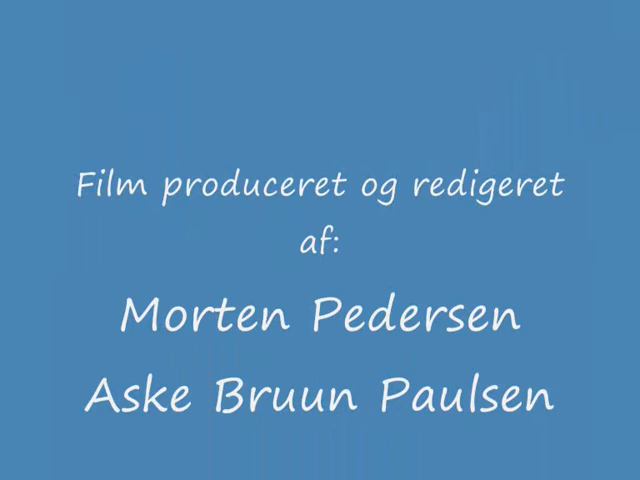 Film produceret og redigeret
af:
Morten Pedersen
Aske Bruun Paulsen